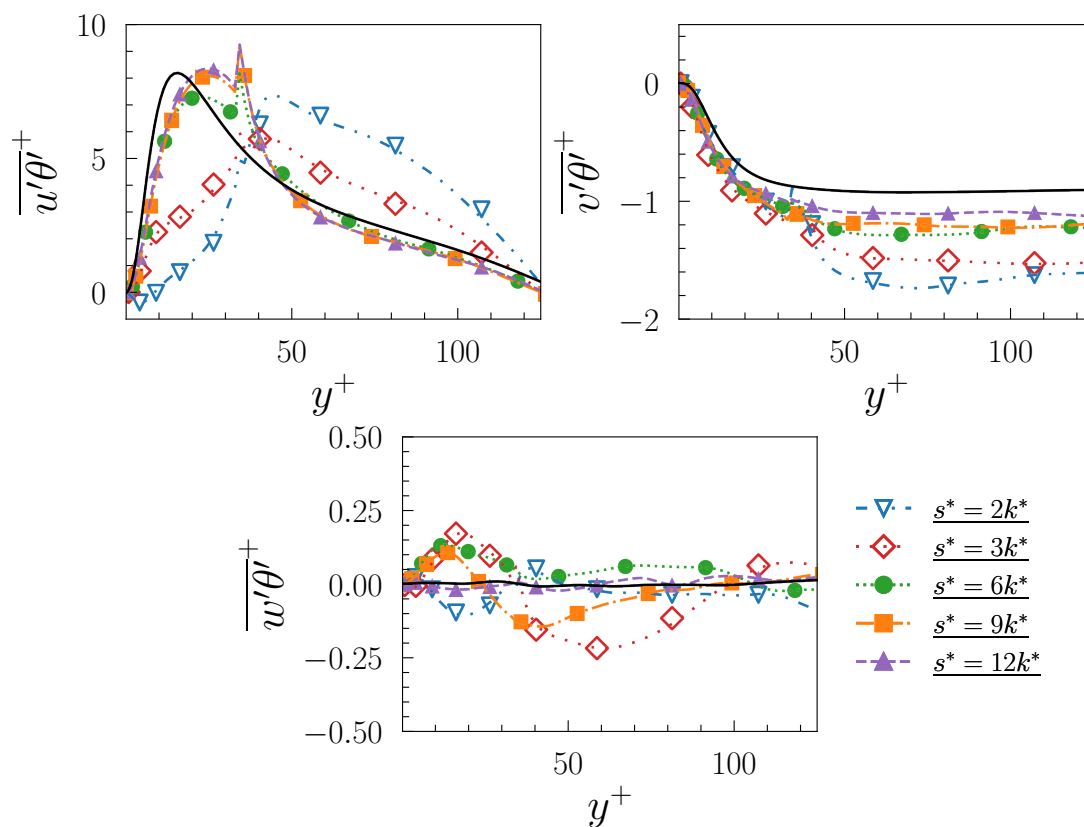 10
5
0
50 100
y⁺
u′θ′⁺
0
−1
−2
50 100
y⁺
v′θ′⁺
0.50
0.25
0.00
−0.25
−0.50
50 100
y⁺
w′θ′⁺
s* = 2k*
s* = 3k*
s* = 6k*
s* = 9k*
s* = 12k*